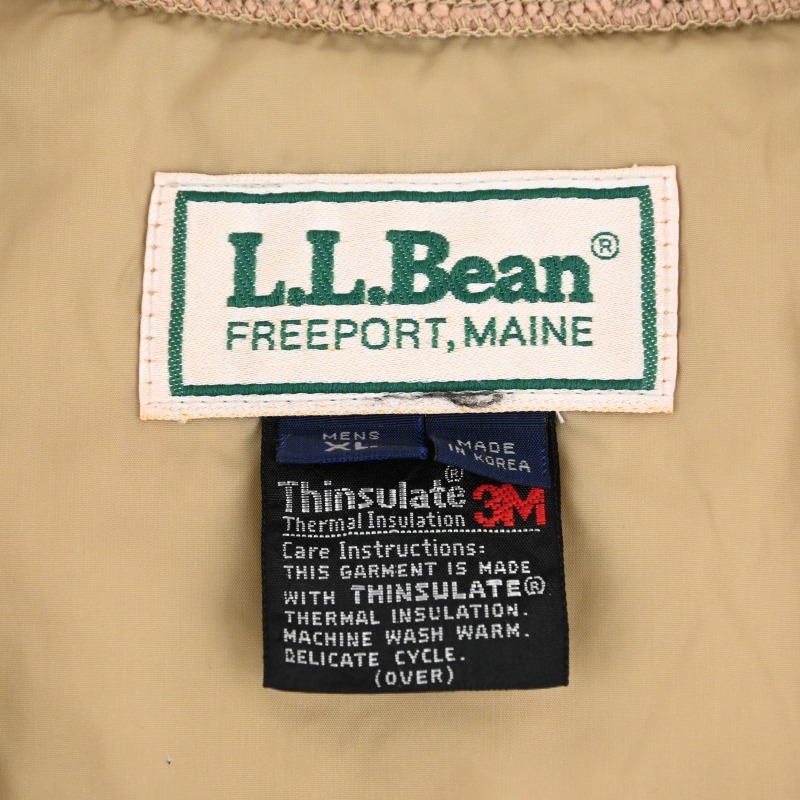 L.L.Bean®
FREEPORT, MAINE
MENS
XL
MADE
IN KOREA
Thinsulate®
Thermal Insulation 3M
Care Instructions:
THIS GARMENT IS MADE
WITH THINSULATE®
THERMAL INSULATION.
MACHINE WASH WARM.
DELICATE CYCLE.
(OVER)